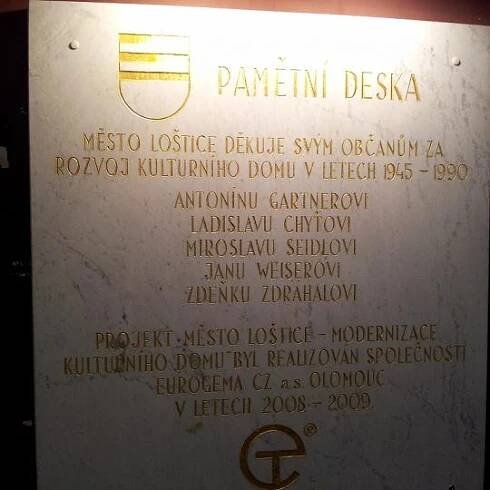 PAMĚTNÍ DESKA
MĚSTO LOŠTICE DĚKUJE SVÝM OBČANŮM ZA
ROZVOJ KULTURNÍHO DOMU V LETECH 1945 - 1990
ANTONÍNU GARTNEROVI
LADISLAVU CHYŤOVI
MIROSLAVU SEIDLOVI
JANU WEISEROVI
ZDEŇKU ZDRÁHALOVI
PROJEKT "MĚSTO LOŠTICE - MODERNIZACE
KULTURNÍHO DOMU" BYL REALIZOVÁN SPOLEČNOSTÍ
EUROGEMA CZ a.s. OLOMOUC
V LETECH 2008 - 2009.
®